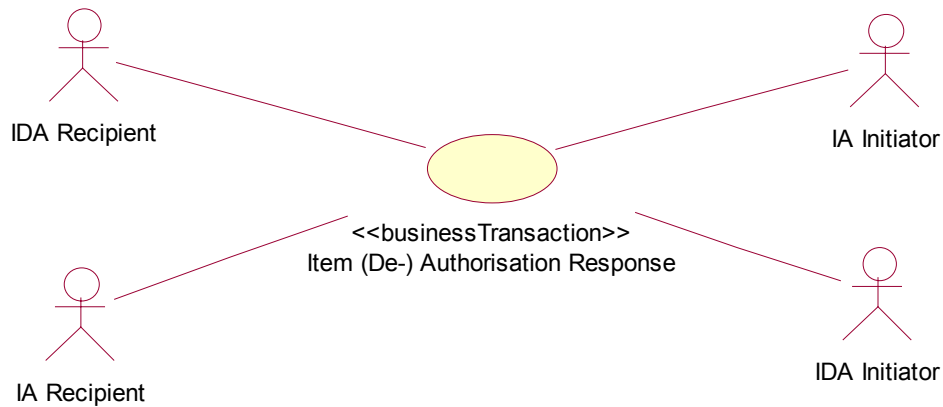 IDA Recipient
IA Initiator
<<businessTransaction>>
Item (De-) Authorisation Response
IA Recipient
IDA Initiator